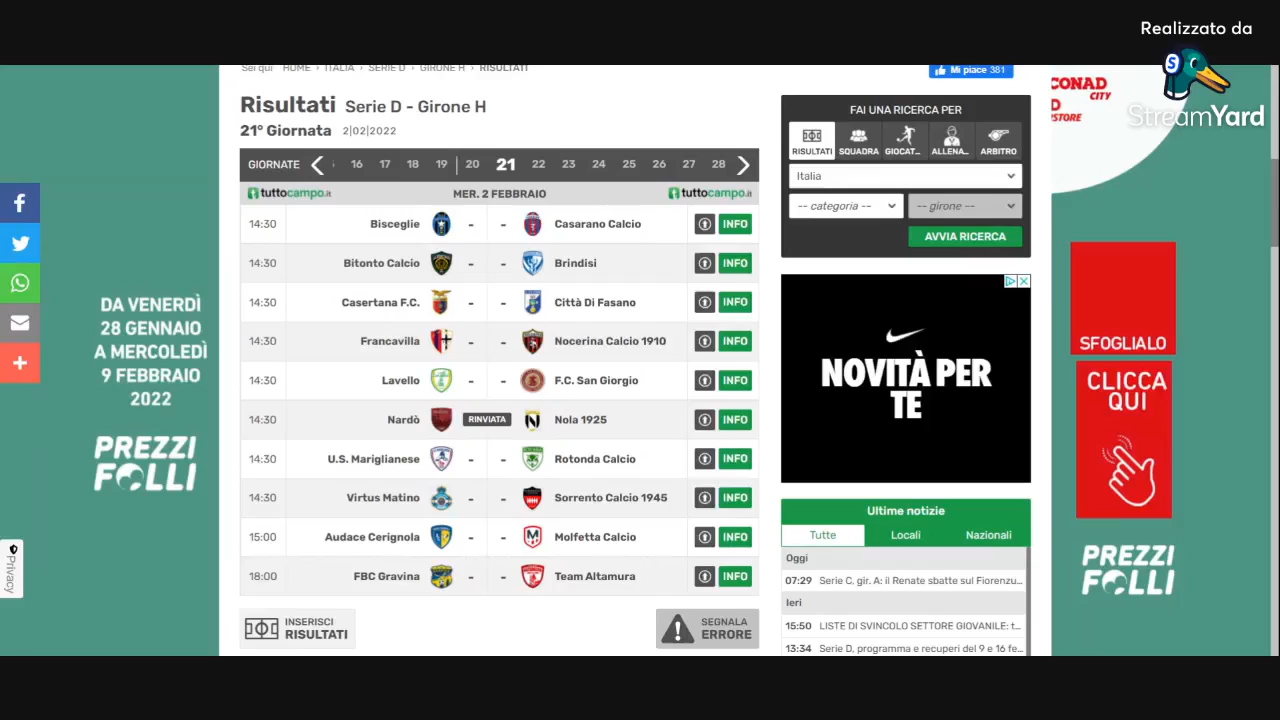 Realizzato da
StreamYard
Sei qui HOME > ITALIA > SERIE D > GIRONE H > RISULTATI
Mi piace 381
Risultati Serie D - Girone H
21° Giornata 2|02|2022
GIORNATE 16 17 18 19 20 21 22 23 24 25 26 27 28
tuttocampo.it MER. 2 FEBBRAIO tuttocampo.it
14:30 Bisceglie - - Casarano Calcio INFO
14:30 Bitonto Calcio - - Brindisi INFO
14:30 Casertana F.C. - - Città Di Fasano INFO
14:30 Francavilla - - Nocerina Calcio 1910 INFO
14:30 Lavello - - F.C. San Giorgio INFO
14:30 Nardò RINVIATA Nola 1925 INFO
14:30 U.S. Mariglianese - - Rotonda Calcio INFO
14:30 Virtus Matino - - Sorrento Calcio 1945 INFO
15:00 Audace Cerignola - - Molfetta Calcio INFO
18:00 FBC Gravina - - Team Altamura INFO
INSERISCI
RISULTATI
SEGNALA
ERRORE
FAI UNA RICERCA PER
RISULTATI SQUADRA GIOCAT... ALLENA... ARBITRO
Italia
-- categoria -- -- girone --
AVVIA RICERCA
NOVITÀ PER
TE
Ultime notizie
Tutte Locali Nazionali
Oggi
07:29 Serie C, gir. A: il Renate sbatte sul Fiorenzu...
Ieri
15:50 LISTE DI SVINCOLO SETTORE GIOVANILE: t...
13:34 Serie D, programma e recuperi del 9 e 16 fe...
DA VENERDÌ
28 GENNAIO
A MERCOLEDÌ
9 FEBBRAIO
2022
PREZZI
FOLLI
Privacy
CONAD
CITY
SFOGLIALO
CLICCA
QUI
PREZZI
FOLLI